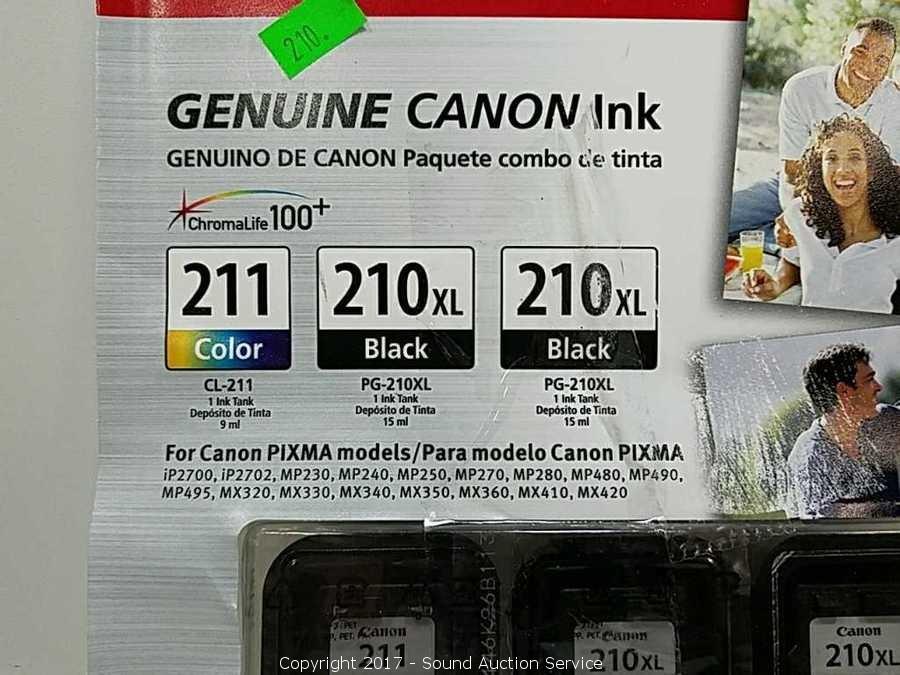 210.
GENUINE CANON Ink
GENUINO DE CANON Paquete combo de tinta
ChromaLife100+
211 210XL 210XL
Color Black Black
CL-211 PG-210XL PG-210XL
1 Ink Tank 1 Ink Tank 1 Ink Tank
Depósito de Tinta Depósito de Tinta Depósito de Tinta
9 ml 15 ml 15 ml
For Canon PIXMA models/Para modelo Canon PIXMA
iP2700, iP2702, MP230, MP240, MP250, MP270, MP280, MP480, MP490,
MP495, MX320, MX330, MX340, MX350, MX360, MX410, MX420
Canon Canon Canon
211 210XL 210XL
Copyright 2017 - Sound Auction Service